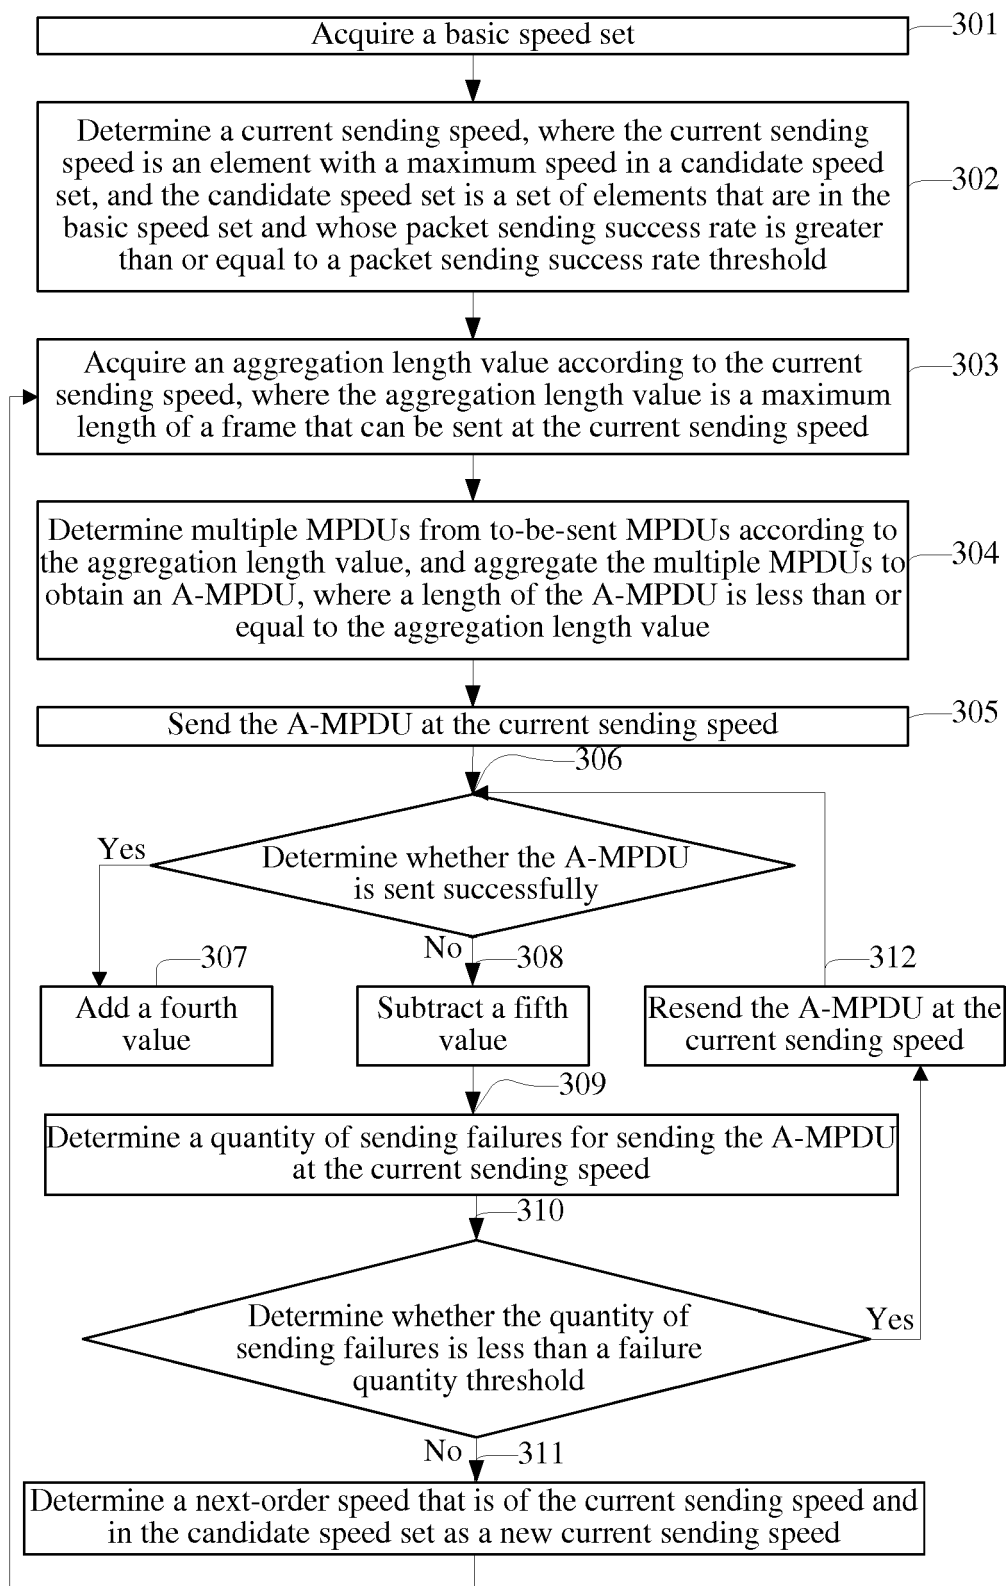 Acquire a basic speed set
301
Determine a current sending speed, where the current sending
speed is an element with a maximum speed in a candidate speed
set, and the candidate speed set is a set of elements that are in the
basic speed set and whose packet sending success rate is greater
than or equal to a packet sending success rate threshold
302
Acquire an aggregation length value according to the current
sending speed, where the aggregation length value is a maximum
length of a frame that can be sent at the current sending speed
303
Determine multiple MPDUs from to-be-sent MPDUs according to
the aggregation length value, and aggregate the multiple MPDUs to
obtain an A-MPDU, where a length of the A-MPDU is less than or
equal to the aggregation length value
304
Send the A-MPDU at the current sending speed
305
306
Determine whether the A-MPDU
is sent successfully
Yes
No
307
Add a fourth
value
308
Subtract a fifth
value
312
Resend the A-MPDU at the
current sending speed
309
Determine a quantity of sending failures for sending the A-MPDU
at the current sending speed
310
Determine whether the quantity of
sending failures is less than a failure
quantity threshold
Yes
No
311
Determine a next-order speed that is of the current sending speed and
in the candidate speed set as a new current sending speed